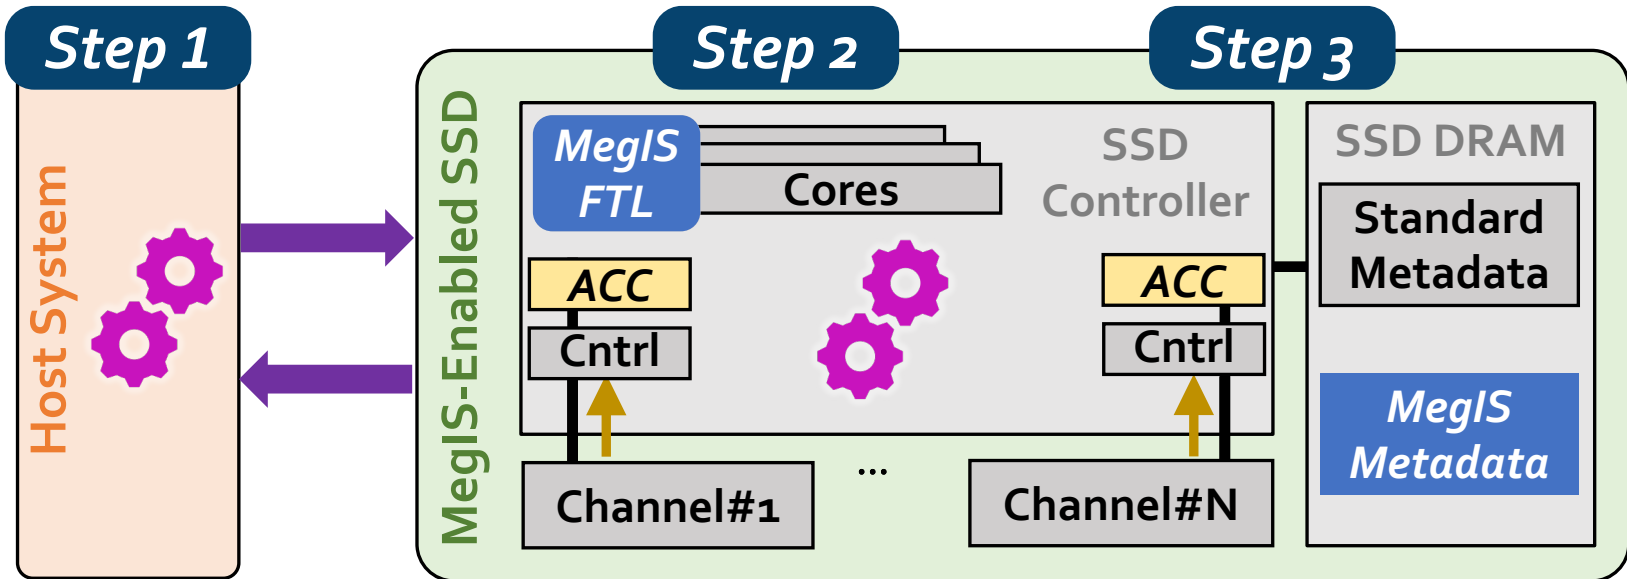 Step 1
Step 2
Step 3
Host System
MegIS-Enabled SSD
MegIS
FTL
Cores
SSD
Controller
ACC
Cntrl
Channel#1
...
ACC
Cntrl
Channel#N
SSD DRAM
Standard
Metadata
MegIS
Metadata